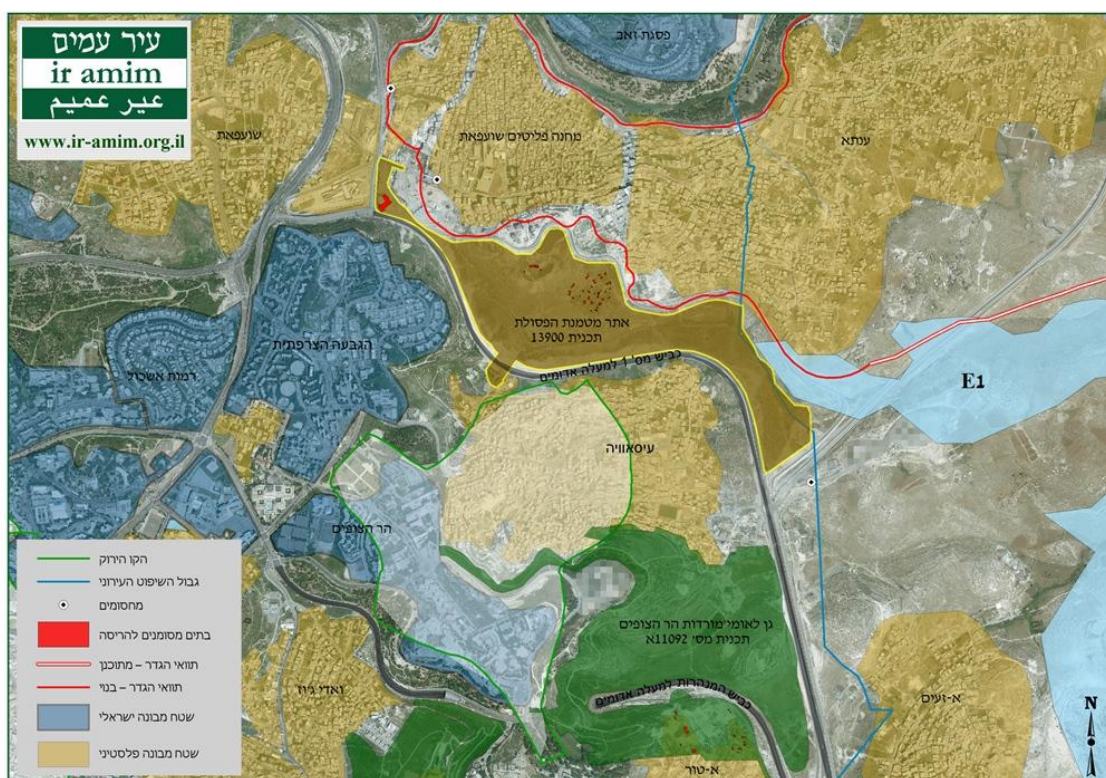 עיר עמים
ir amim
عير عميم
www.ir-amim.org.il
פסגת זאב
שועפאת
מחנה פליטים שועפאת
ענתא
אתר מטמנת הפסולת
תכנית 13900
כביש מס' 1 למעלה אדומים
הגבעה הצרפתית
רמות אשכול
E1
עיסאוויה
הר הצופים
גן לאומי מורדות הר הצופים
תכנית מס' 11092א
כביש המנהרות למעלה אדומים
ואדי ג'וז
א-זעים
א-טור
N
הקו הירוק
גבול השיפוט העירוני
מחסומים
בתים מסומנים להריסה
תוואי הגדר – מתוכנן
תוואי הגדר – בנוי
שטח מבונה ישראלי
שטח מבונה פלסטיני